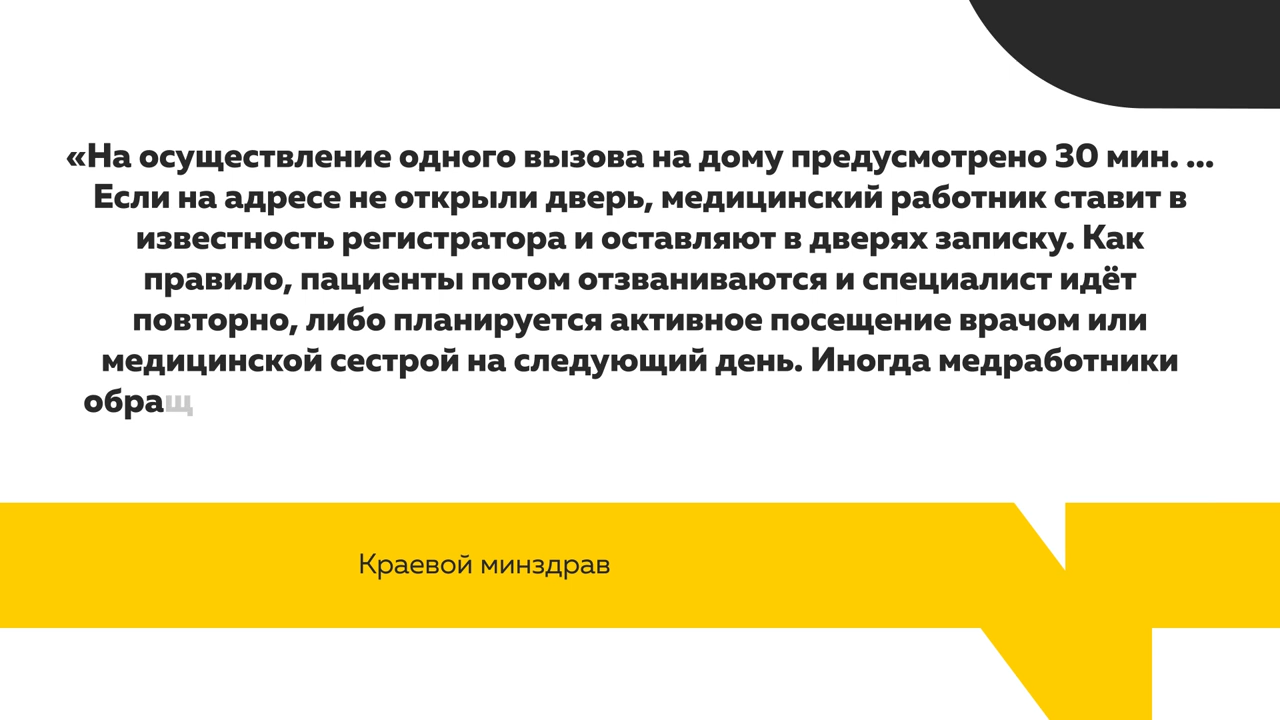 «На осуществление одного вызова на дому предусмотрено 30 мин. ...
Если на адресе не открыли дверь, медицинский работник ставит в
известность регистратора и оставляют в дверях записку. Как
правило, пациенты потом отзваниваются и специалист идёт
повторно, либо планируется активное посещение врачом или
медицинской сестрой на следующий день. Иногда медработники
обращ
Краевой минздрав